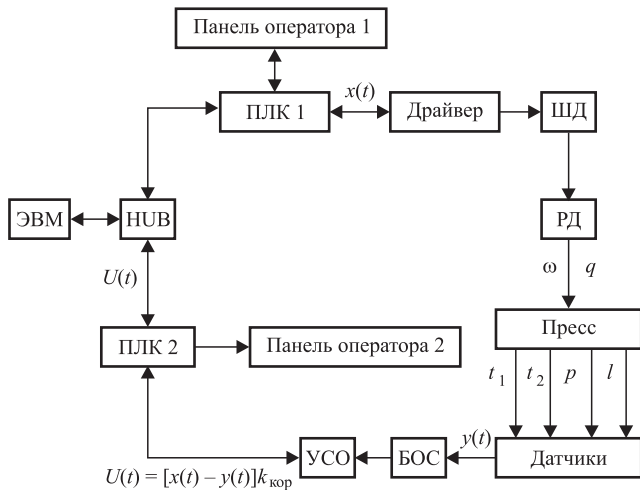 Панель оператора 1
x(t)
ПЛК 1
Драйвер
ШД
ЭВМ
HUB
РД
U(t)
ω q
Пресс
ПЛК 2
Панель оператора 2
t₁ t₂ p l
y(t)
УСО
БОС
Датчики
U(t) = [x(t) – y(t)]kкор